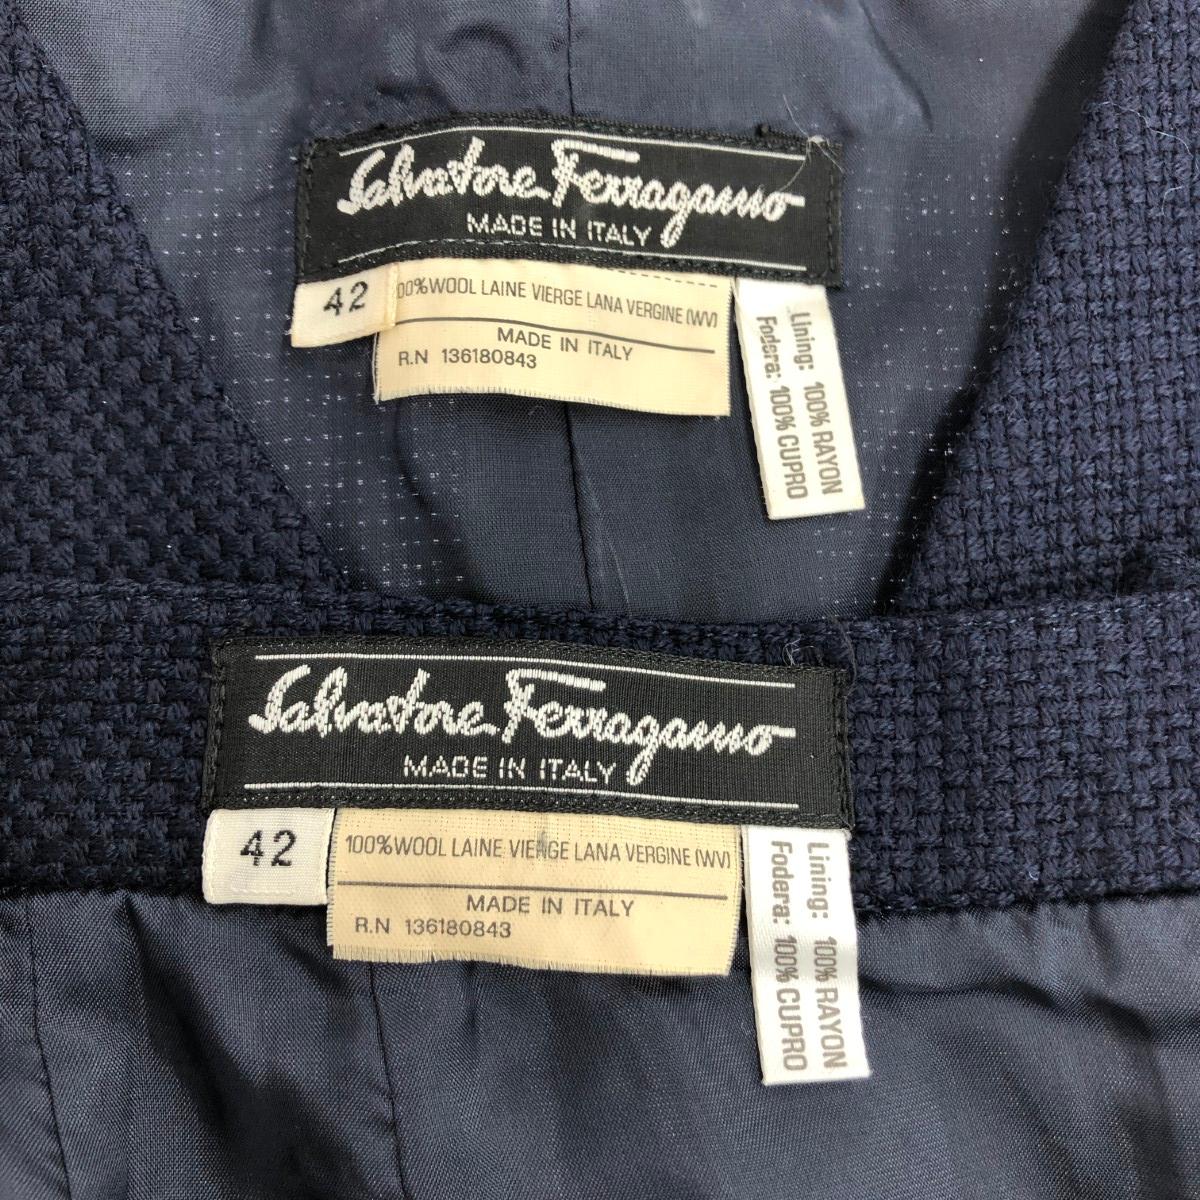 Salvatore Ferragamo
MADE IN ITALY
42
00%WOOL LAINE VIERGE LANA VERGINE (WV)
MADE IN ITALY
R.N 136180843
Lining: 100% RAYON
Fodera: 100% CUPRO
Salvatore Ferragamo
MADE IN ITALY
42
100%WOOL LAINE VIERGE LANA VERGINE (WV)
MADE IN ITALY
R.N 136180843
Lining: 100% RAYON
Fodera: 100% CUPRO